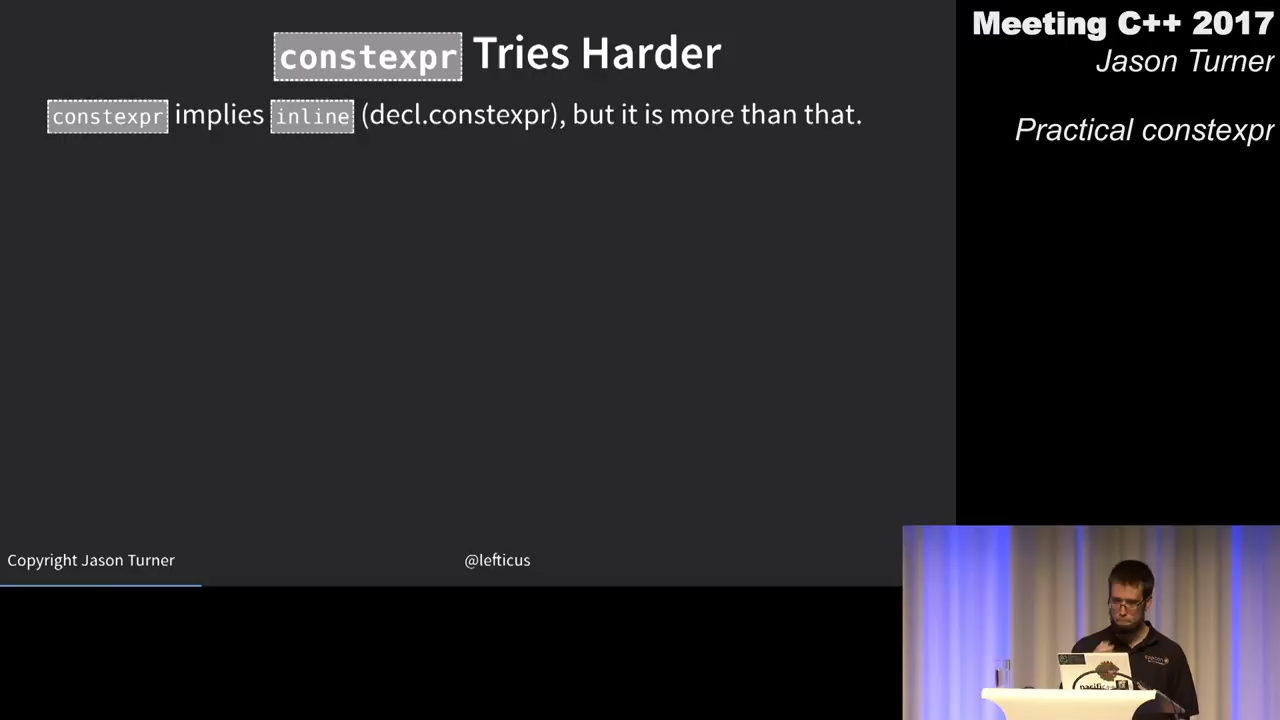 constexpr Tries Harder
constexpr implies inline (decl.constexpr), but it is more than that.
Copyright Jason Turner
@lefticus
Meeting C++ 2017
Jason Turner
Practical constexpr